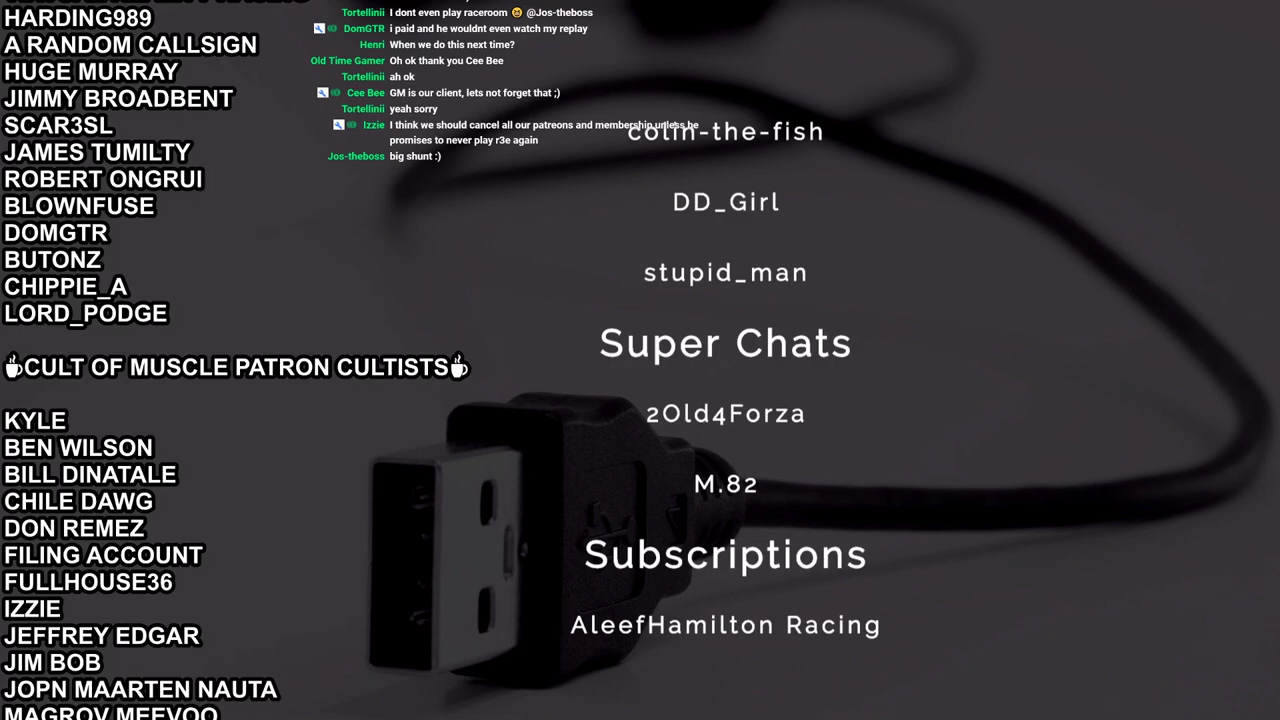 HARDING989
A RANDOM CALLSIGN
HUGE MURRAY
JIMMY BROADBENT
SCAR3SL
JAMES TUMILTY
ROBERT ONGRUI
BLOWNFUSE
DOMGTR
BUTONZ
CHIPPIE_A
LORD_PODGE
☕CULT OF MUSCLE PATRON CULTISTS☕
KYLE
BEN WILSON
BILL DINATALE
CHILE DAWG
DON REMEZ
FILING ACCOUNT
FULLHOUSE36
IZZIE
JEFFREY EDGAR
JIM BOB
JOPN MAARTEN NAUTA
MAGROV MEEVOO
Tortellinii I dont even play raceroom 😆 @Jos-theboss
DomGTR i paid and he wouldnt even watch my replay
Henri When we do this next time?
Old Time Gamer Oh ok thank you Cee Bee
Tortellinii ah ok
Cee Bee GM is our client, lets not forget that ;)
Tortellinii yeah sorry
Izzie I think we should cancel all our patreons and membership unless he
promises to never play r3e again
Jos-theboss big shunt :)
colin-the-fish
DD_Girl
stupid_man
Super Chats
2Old4Forza
M.82
Subscriptions
AleefHamilton Racing